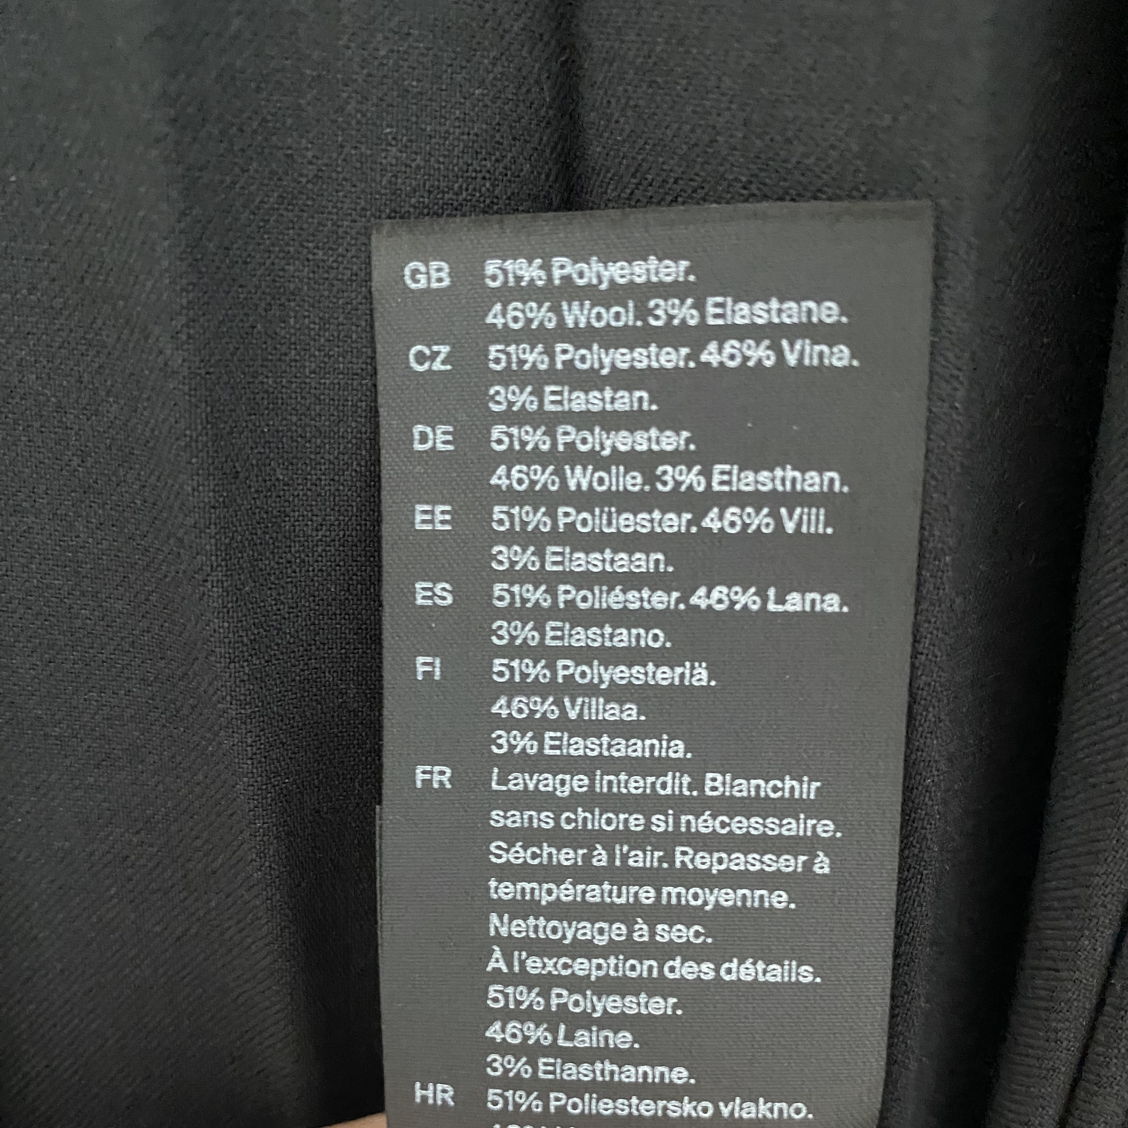 GB 51% Polyester.
46% Wool. 3% Elastane.
CZ 51% Polyester. 46% Vlna.
3% Elastan.
DE 51% Polyester.
46% Wolle. 3% Elasthan.
EE 51% Polüester. 46% Vill.
3% Elastaan.
ES 51% Poliéster. 46% Lana.
3% Elastano.
FI 51% Polyesteriä.
46% Villaa.
3% Elastaania.
FR Lavage interdit. Blanchir
sans chlore si nécessaire.
Sécher à l'air. Repasser à
température moyenne.
Nettoyage à sec.
À l'exception des détails.
51% Polyester.
46% Laine.
3% Elasthanne.
HR 51% Poliestersko vlakno.